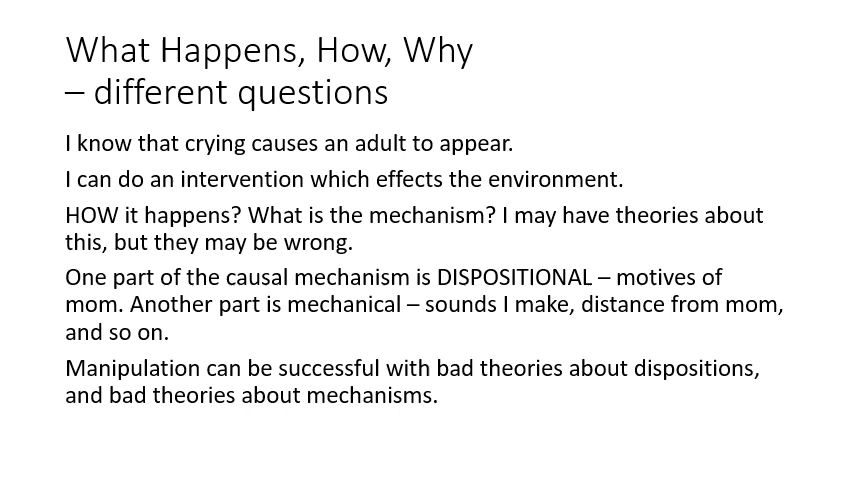 What Happens, How, Why
– different questions
I know that crying causes an adult to appear.
I can do an intervention which effects the environment.
HOW it happens? What is the mechanism? I may have theories about
this, but they may be wrong.
One part of the causal mechanism is DISPOSITIONAL – motives of
mom. Another part is mechanical – sounds I make, distance from mom,
and so on.
Manipulation can be successful with bad theories about dispositions,
and bad theories about mechanisms.